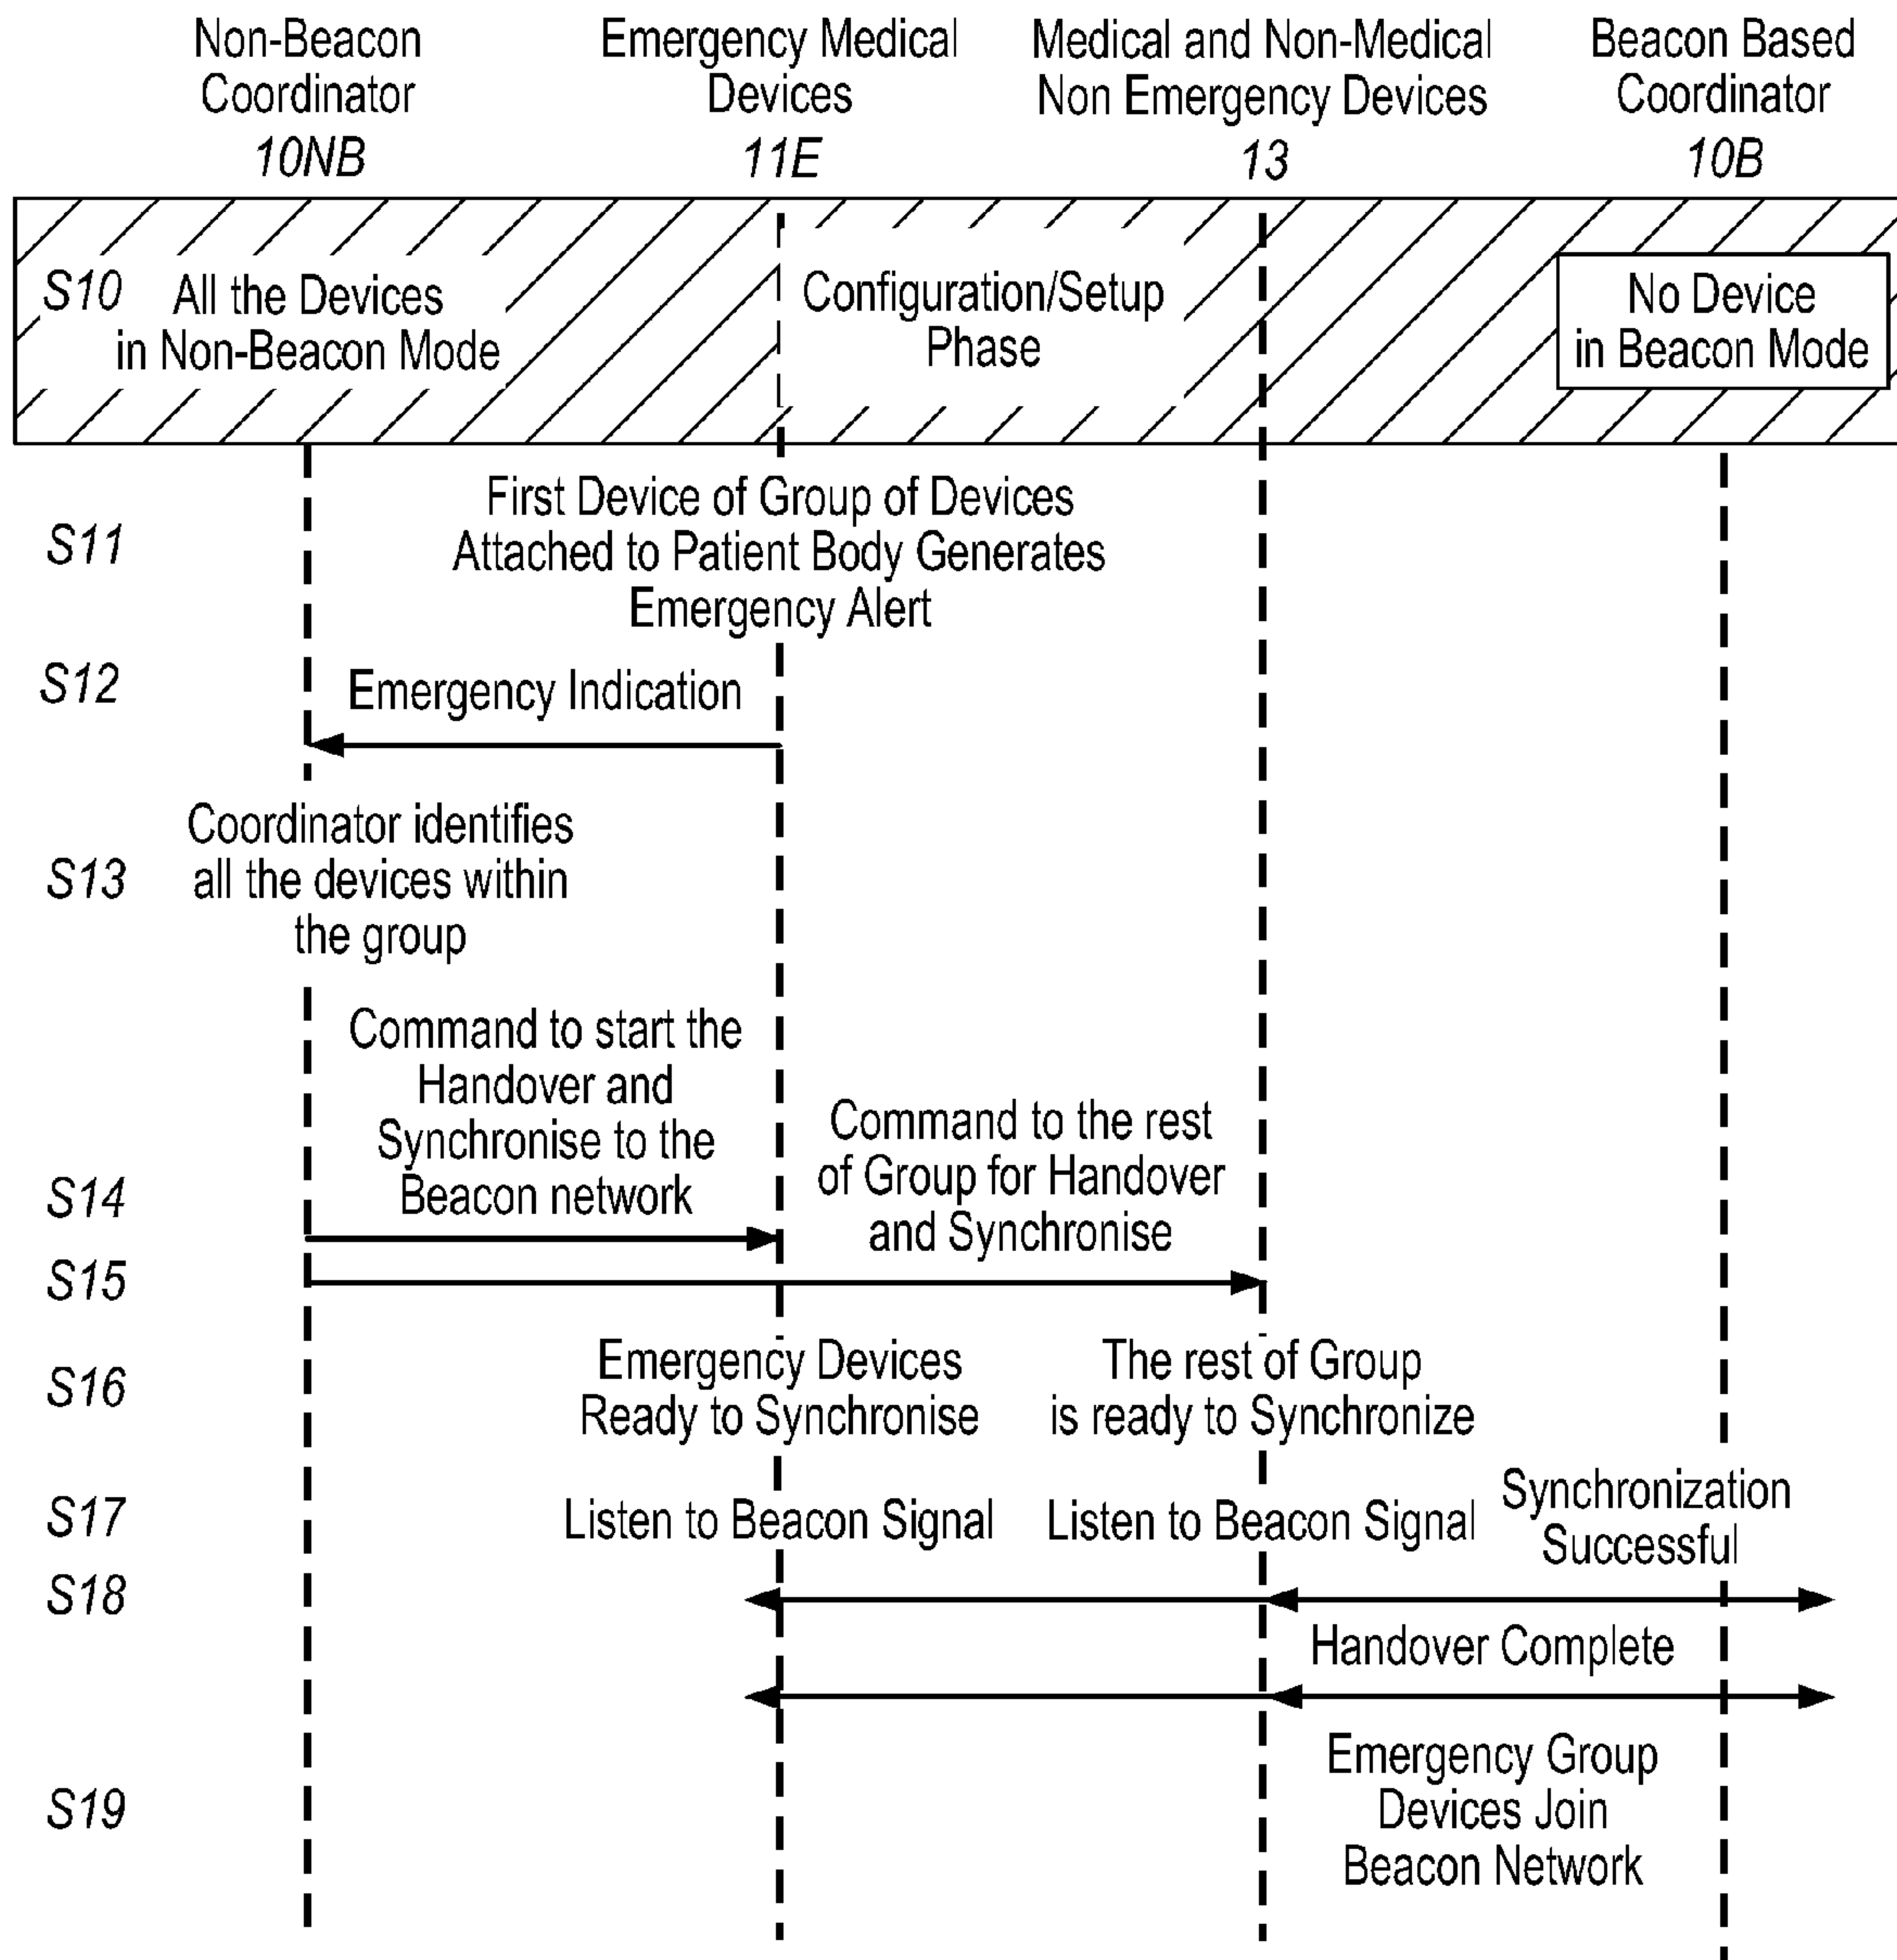 Non-Beacon
Coordinator
10NB
Emergency Medical
Devices
11E
Medical and Non-Medical
Non Emergency Devices
13
Beacon Based
Coordinator
10B
S10
All the Devices
in Non-Beacon Mode
Configuration/Setup
Phase
No Device
in Beacon Mode
S11
First Device of Group of Devices
Attached to Patient Body Generates
Emergency Alert
S12
Emergency Indication
S13
Coordinator identifies
all the devices within
the group
S14
Command to start the
Handover and
Synchronise to the
Beacon network
Command to the rest
of Group for Handover
and Synchronise
S15
S16
Emergency Devices
Ready to Synchronise
The rest of Group
is ready to Synchronize
S17
Listen to Beacon Signal
Listen to Beacon Signal
Synchronization
Successful
S18
Handover Complete
S19
Emergency Group
Devices Join
Beacon Network